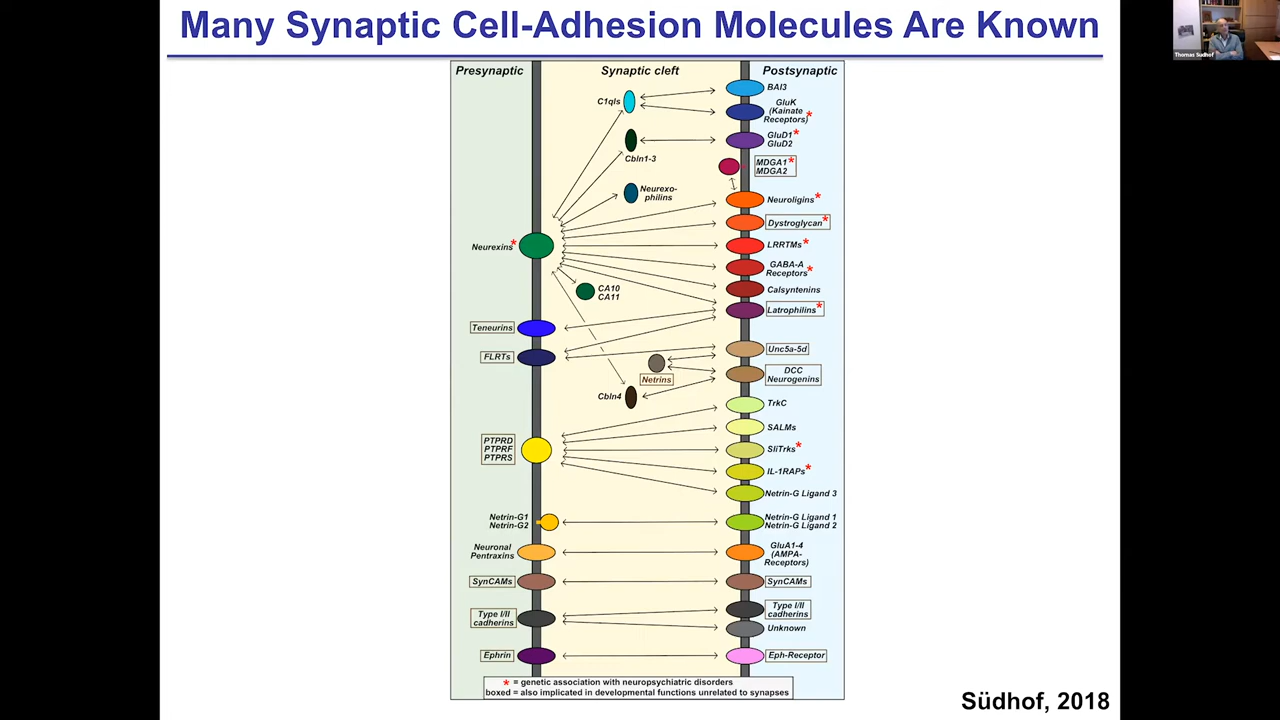 Many Synaptic Cell-Adhesion Molecules Are Known
Thomas Südhof
Presynaptic
Synaptic cleft
Postsynaptic
BAI3
C1qls
GluK
(Kainate
Receptors)*
GluD1*
GluD2
Cbln1-3
MDGA1*
MDGA2
Neurexo-
philins
Neuroligins*
Dystroglycan*
Neurexins*
LRRTMs*
GABA-A
Receptors*
CA10
CA11
Calsyntenins
Latrophilins*
Teneurins
FLRTs
Unc5a-5d
Netrins
DCC
Neurogenins
Cbln4
TrkC
SALMs
PTPRD
PTPRF
PTPRS
SliTrks*
IL-1RAPs*
Netrin-G Ligand 3
Netrin-G1
Netrin-G2
Netrin-G Ligand 1
Netrin-G Ligand 2
Neuronal
Pentraxins
GluA1-4
(AMPA-
Receptors)
SynCAMs
SynCAMs
Type I/II
cadherins
Type I/II
cadherins
Unknown
Ephrin
Eph-Receptor
* = genetic association with neuropsychiatric disorders
boxed = also implicated in developmental functions unrelated to synapses
Südhof, 2018